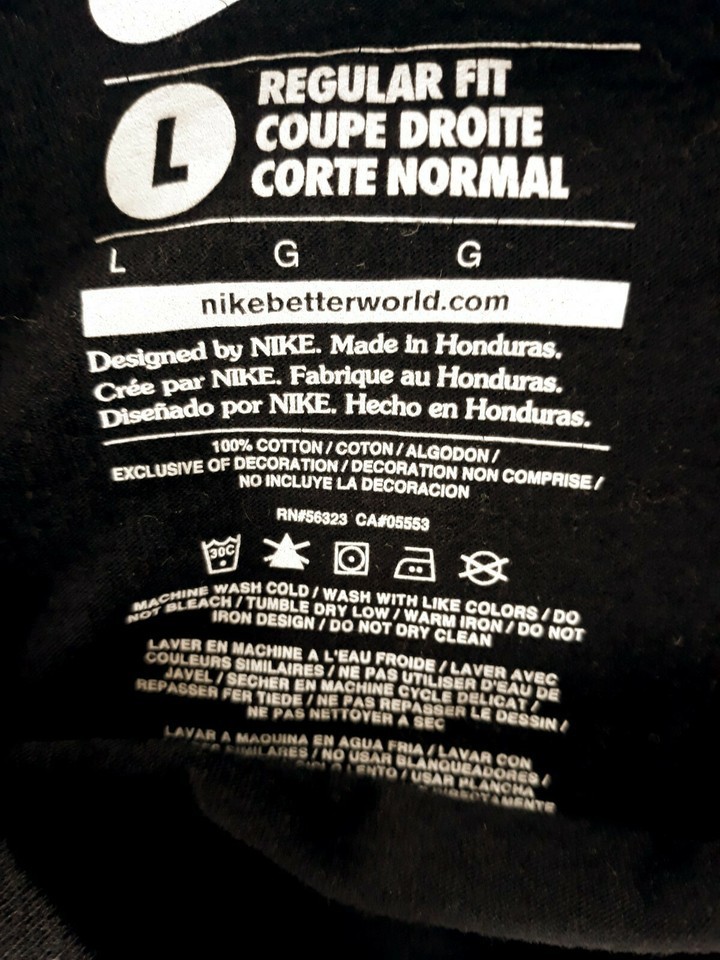 L
REGULAR FIT
COUPE DROITE
CORTE NORMAL
L G G
nikebetterworld.com
Designed by NIKE. Made in Honduras.
Crée par NIKE. Fabrique au Honduras.
Diseñado por NIKE. Hecho en Honduras.
100% COTTON / COTON / ALGODON /
EXCLUSIVE OF DECORATION / DECORATION NON COMPRISE /
NO INCLUYE LA DECORACION
RN#56323 CA#05553
30C
MACHINE WASH COLD / WASH WITH LIKE COLORS / DO
NOT BLEACH / TUMBLE DRY LOW / WARM IRON / DO NOT
IRON DESIGN / DO NOT DRY CLEAN
LAVER EN MACHINE A L'EAU FROIDE / LAVER AVEC
COULEURS SIMILAIRES / NE PAS UTILISER D'EAU DE
JAVEL / SECHER EN MACHINE CYCLE DELICAT /
REPASSER FER TIEDE / NE PAS REPASSER LE DESSIN /
NE PAS NETTOYER A SEC
LAVAR A MAQUINA EN AGUA FRIA / LAVAR CON
SIMILARES / NO USAR BLANQUEADORES /
LENTO / USAR PLANCHA
DIRECTAMENTE